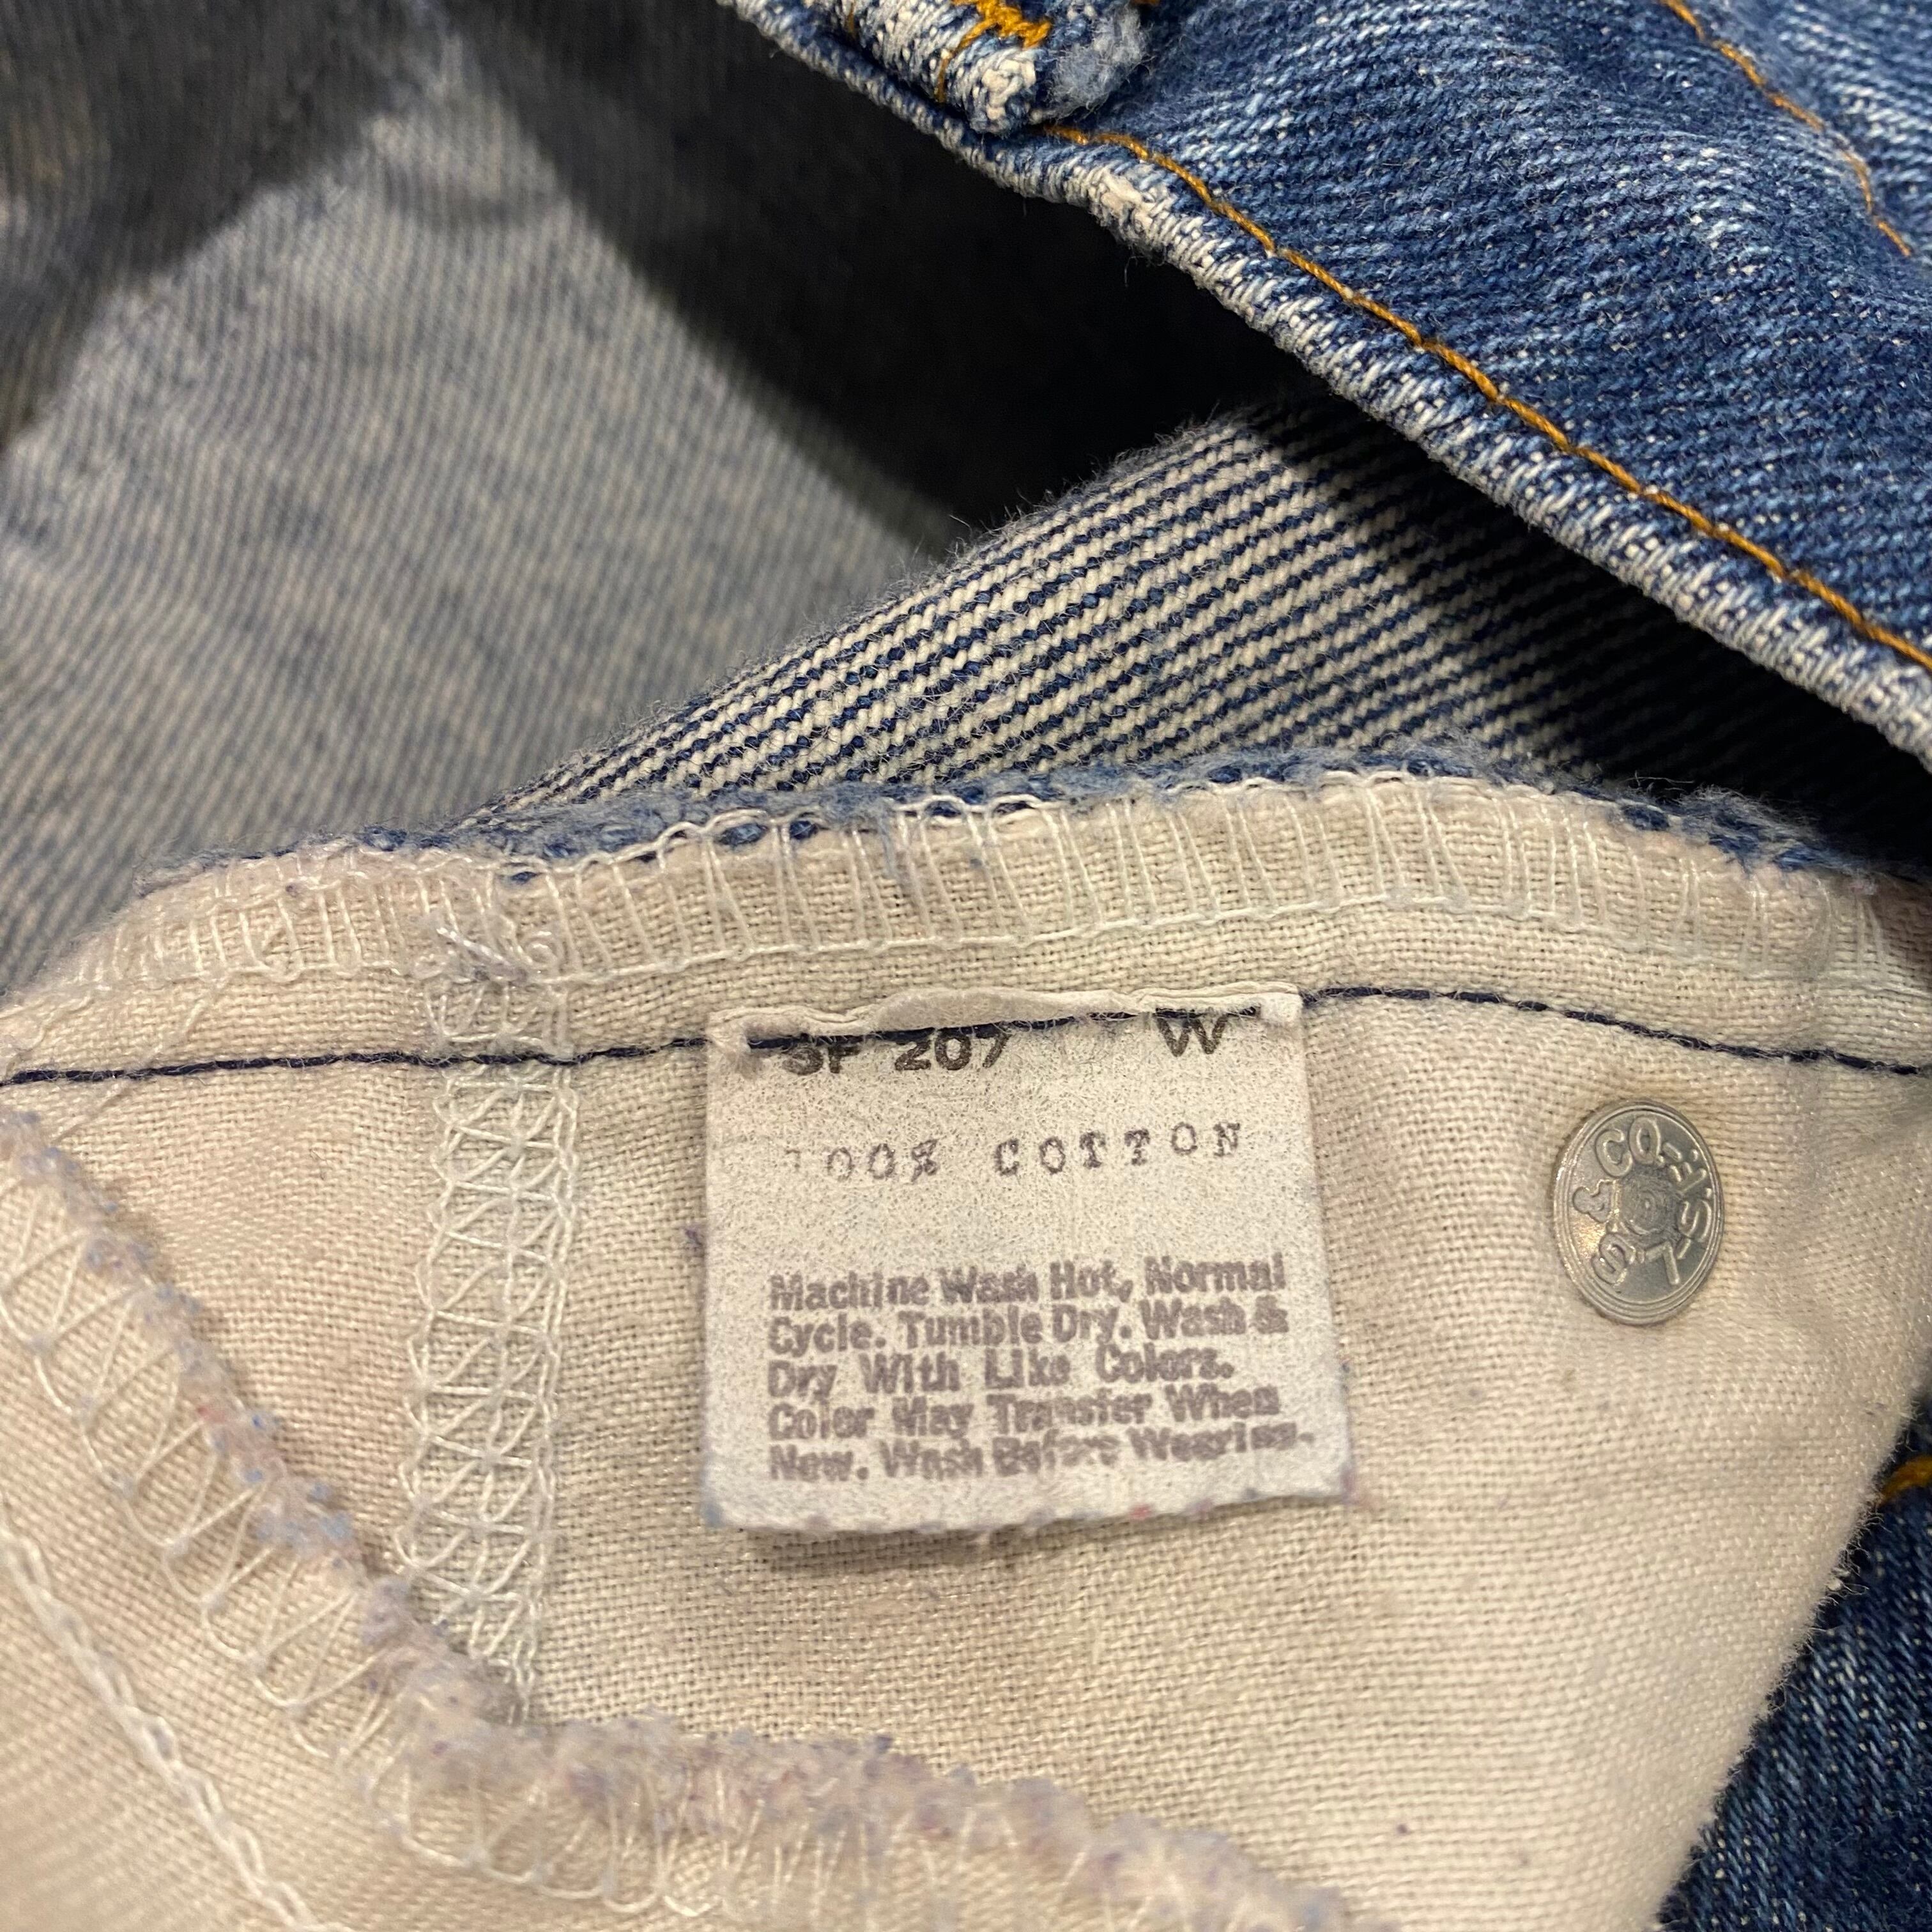 SF 207 W
100% COTTON
Machine Wash Hot, Normal
Cycle. Tumble Dry. Wash &
Dry With Like Colors.
Color May Transfer When
New. Wash Before Wearing.
L.S. & CO.-S.F.